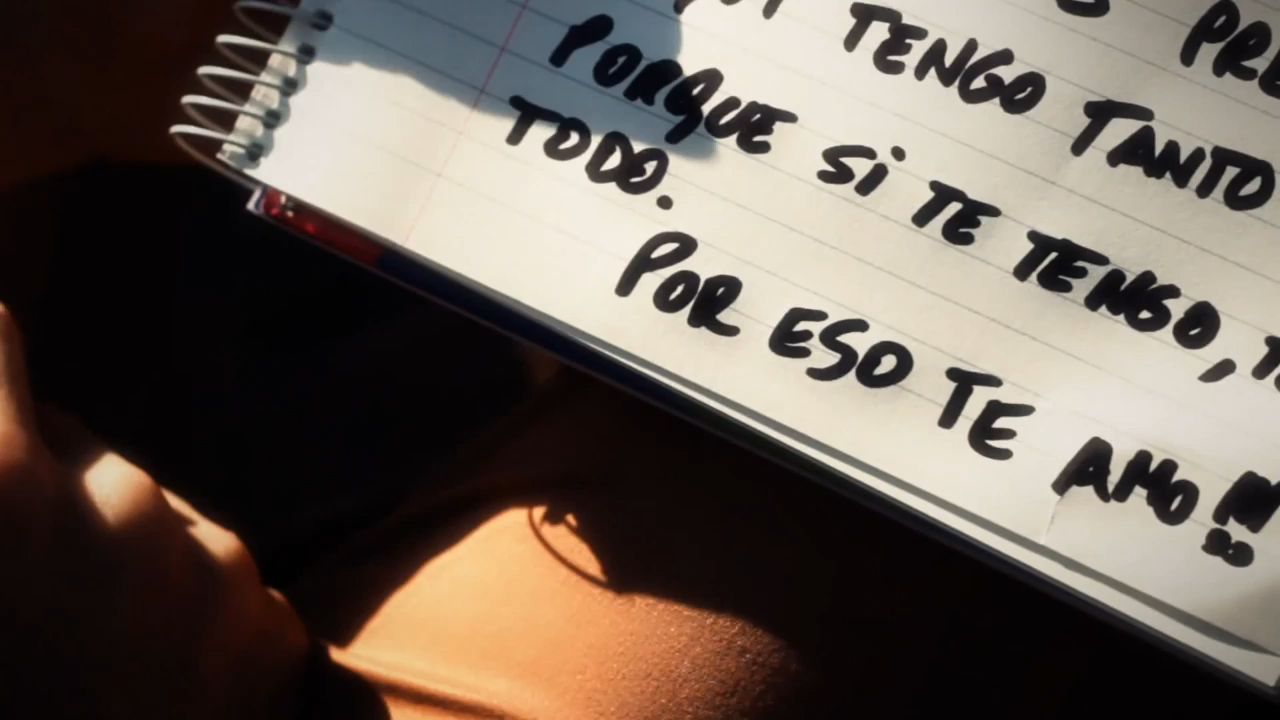 TENGO TANTO
PORQUE SI TE TENGO,
TODO.
POR ESO TE AMO